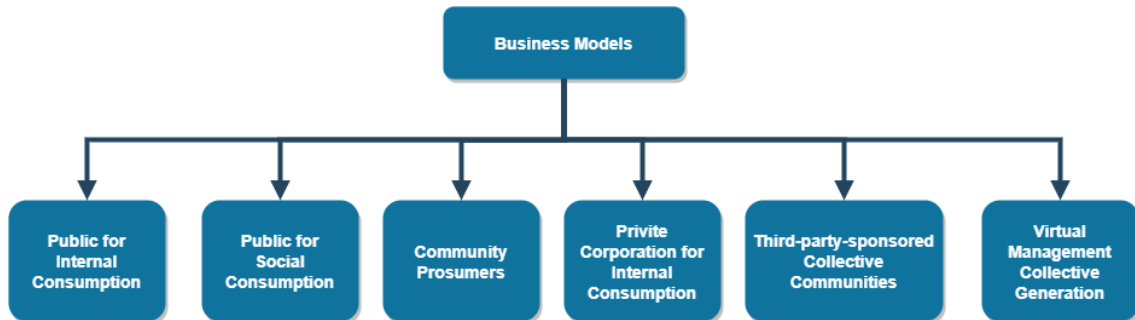 Business Models
Public for
Internal
Consumption
Public for
Social
Consumption
Community
Prosumers
Privite
Corporation for
Internal
Consumption
Third-party-sponsored
Collective
Communities
Virtual
Management
Collective
Generation